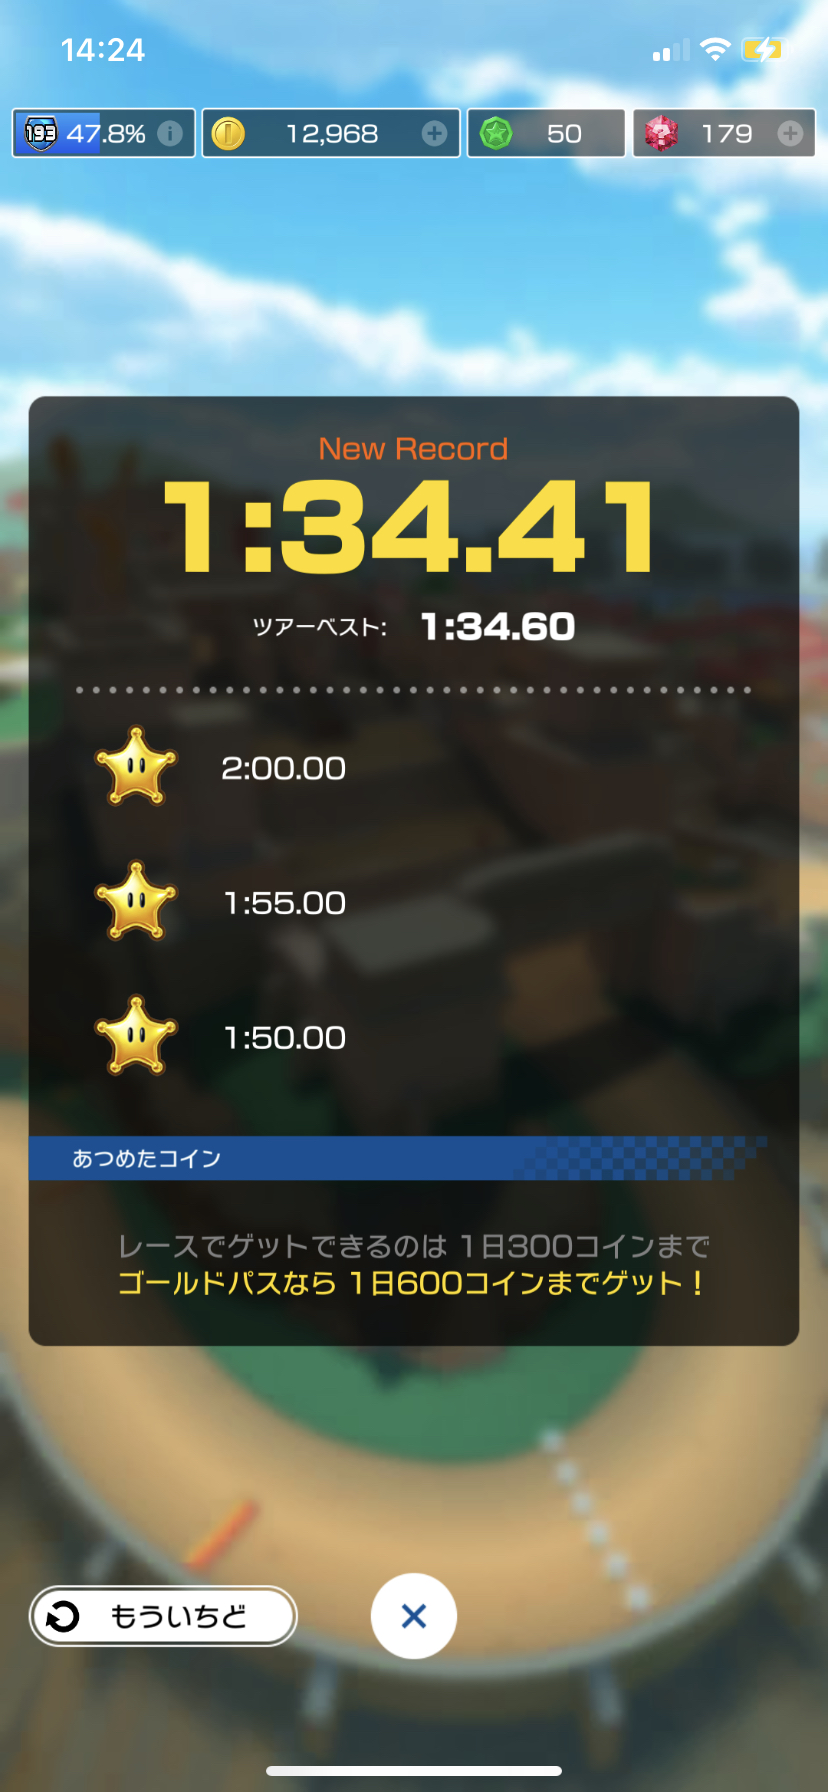 14:24
193 47.8% i 12,968 + 50 179 +
New Record
1:34.41
ツアーベスト: 1:34.60
2:00.00
1:55.00
1:50.00
あつめたコイン
レースでゲットできるのは 1日300コインまで
ゴールドパスなら 1日600コインまでゲット！
もういちど ×